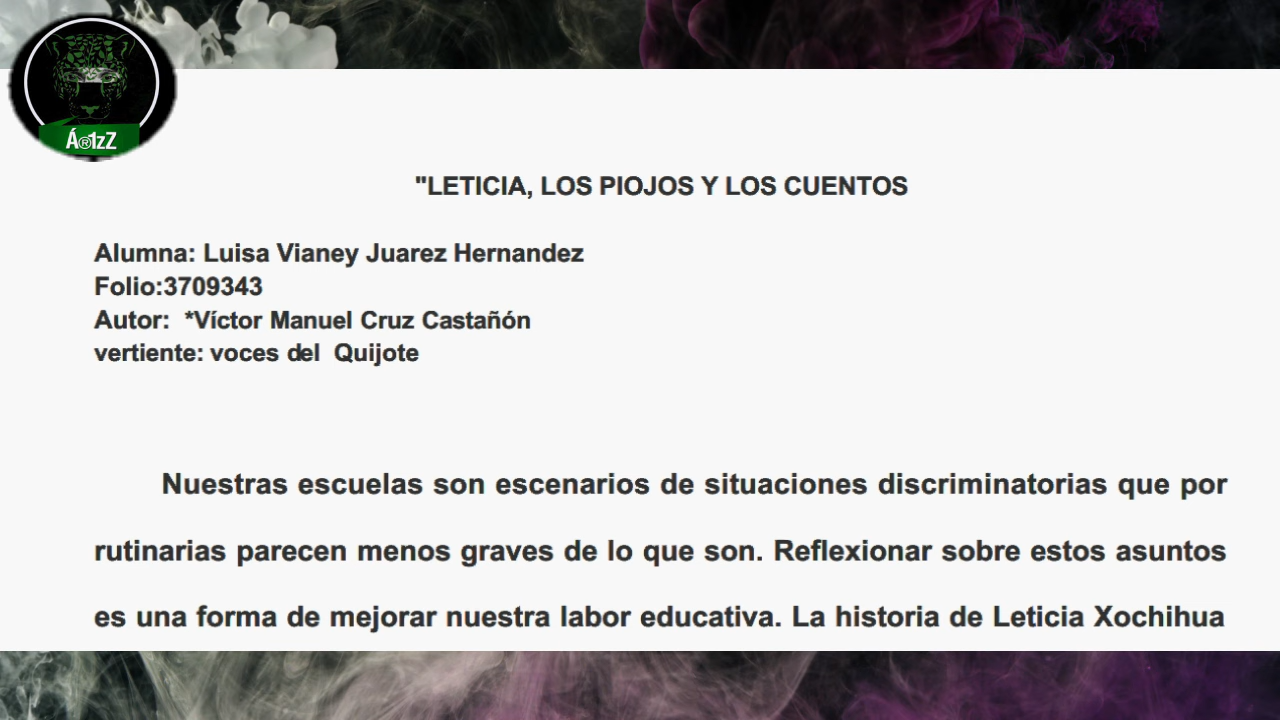 Á®1zZ
"LETICIA, LOS PIOJOS Y LOS CUENTOS
Alumna: Luisa Vianey Juarez Hernandez
Folio:3709343
Autor: *Víctor Manuel Cruz Castañón
vertiente: voces del Quijote
Nuestras escuelas son escenarios de situaciones discriminatorias que por
rutinarias parecen menos graves de lo que son. Reflexionar sobre estos asuntos
es una forma de mejorar nuestra labor educativa. La historia de Leticia Xochihua